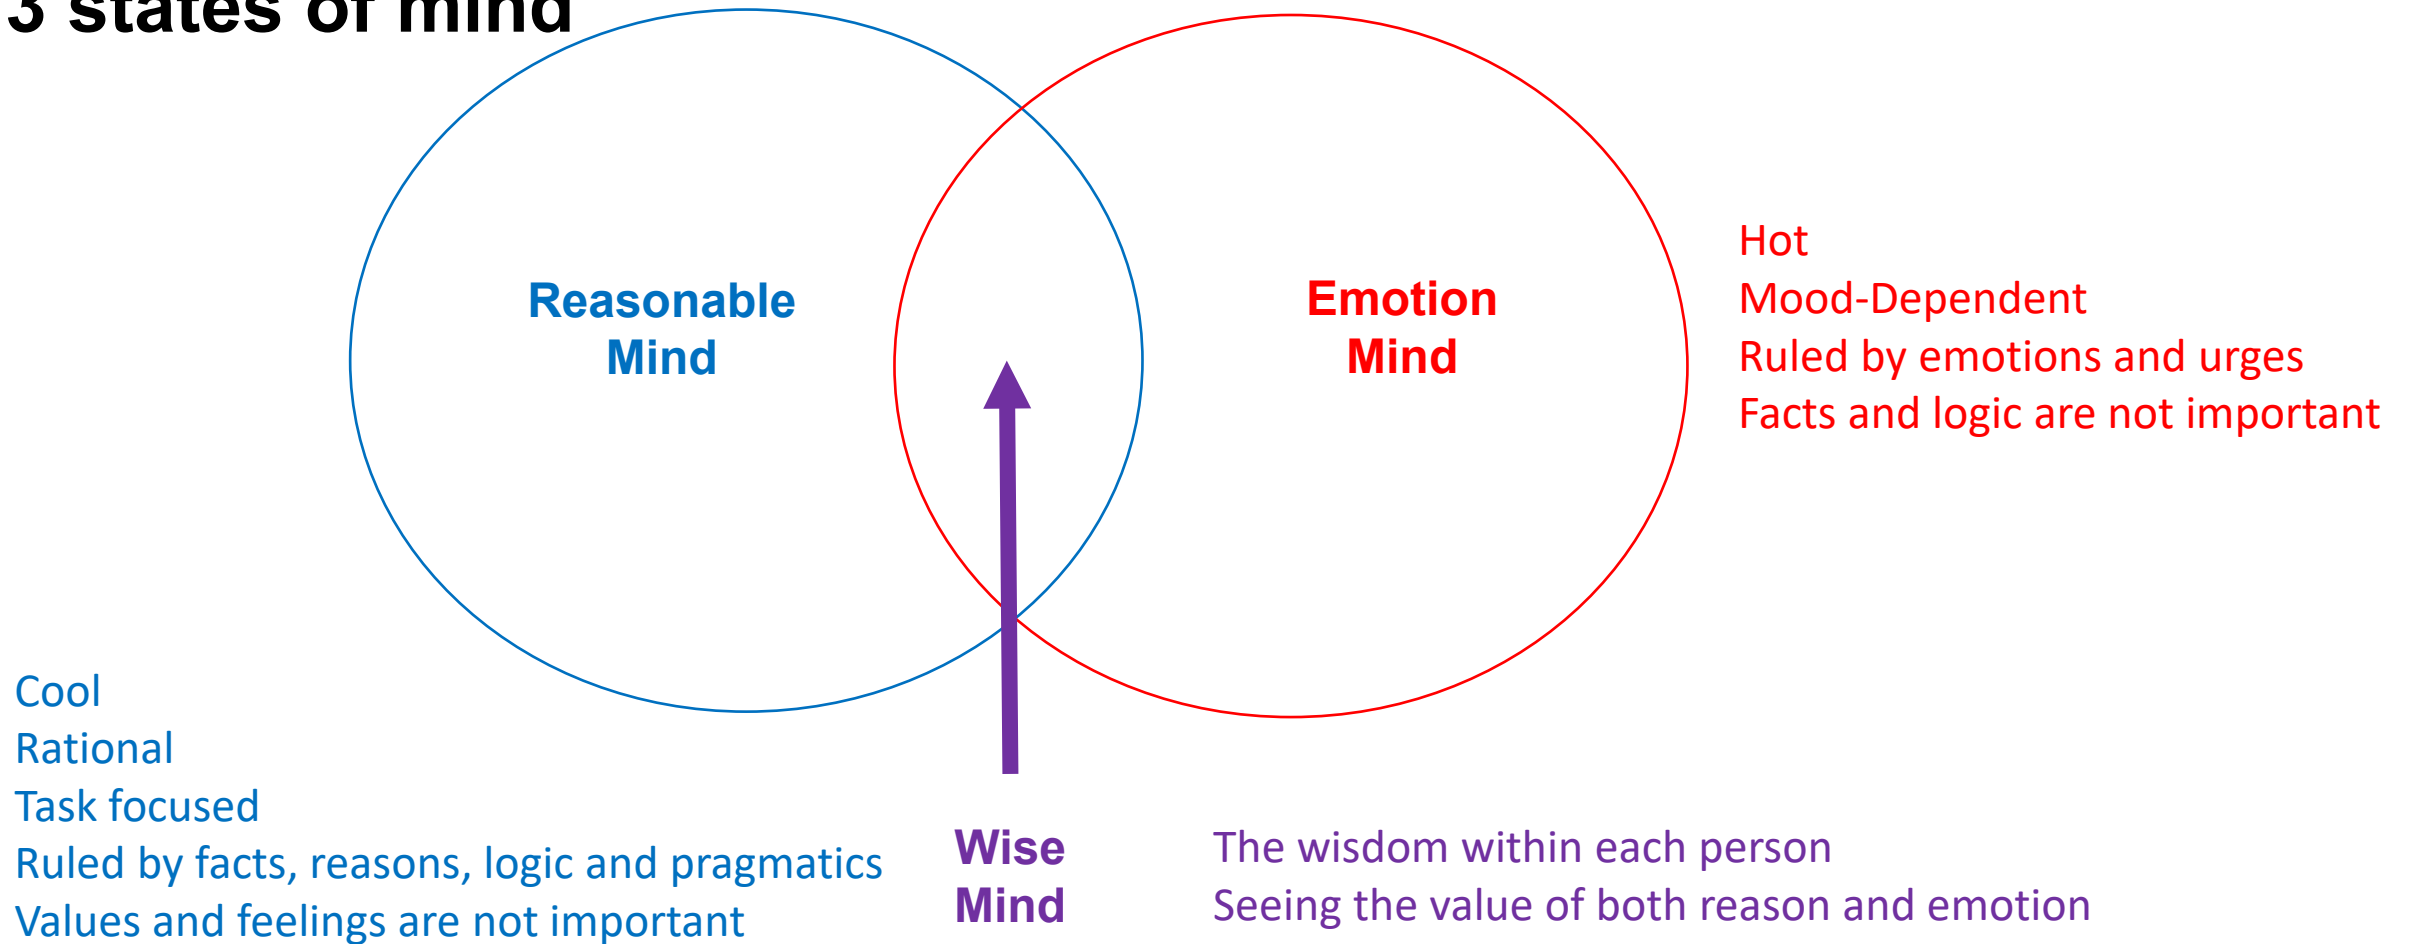 3 states of mind
Reasonable
Mind
Emotion
Mind
Hot
Mood-Dependent
Ruled by emotions and urges
Facts and logic are not important
Cool
Rational
Task focused
Ruled by facts, reasons, logic and pragmatics
Values and feelings are not important
Wise
Mind
The wisdom within each person
Seeing the value of both reason and emotion